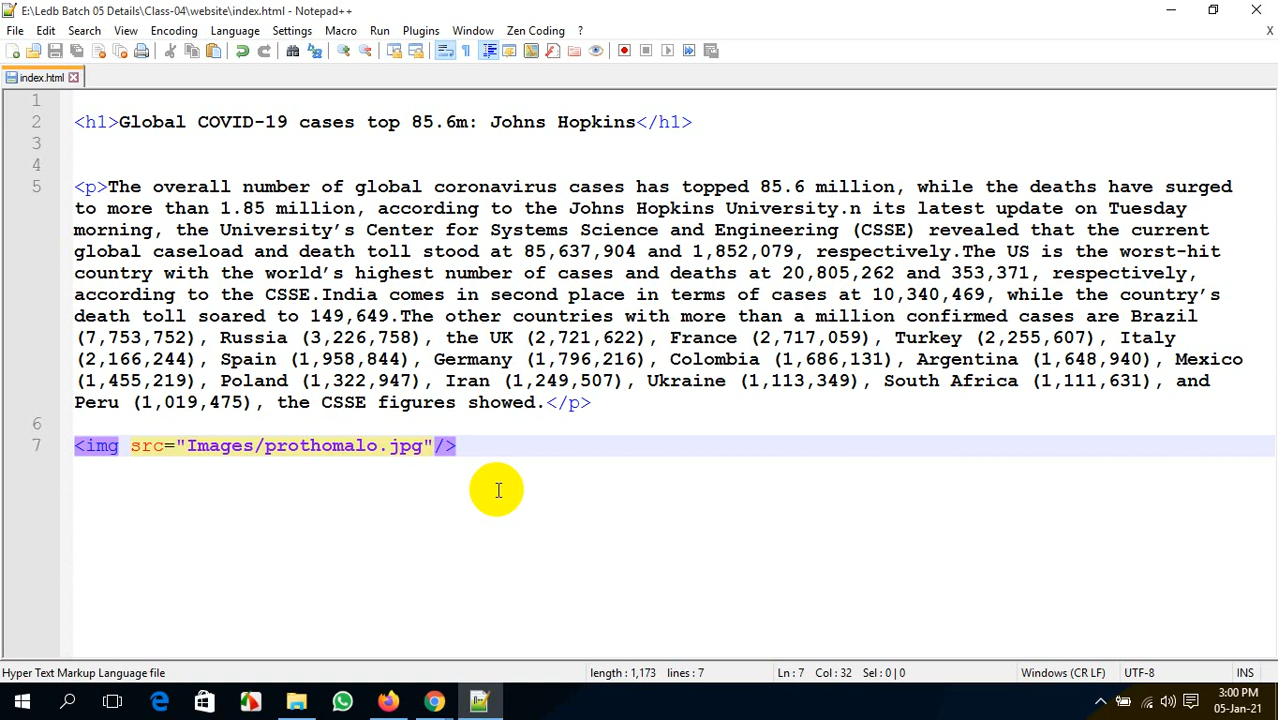 E:\Ledb Batch 05 Details\Class-04\website\index.html - Notepad++
File Edit Search View Encoding Language Settings Macro Run Plugins Window Zen Coding ? X
index.html
1
2 <h1>Global COVID-19 cases top 85.6m: Johns Hopkins</h1>
3
4
5 <p>The overall number of global coronavirus cases has topped 85.6 million, while the deaths have surged
to more than 1.85 million, according to the Johns Hopkins University.n its latest update on Tuesday
morning, the University’s Center for Systems Science and Engineering (CSSE) revealed that the current
global caseload and death toll stood at 85,637,904 and 1,852,079, respectively.The US is the worst-hit
country with the world’s highest number of cases and deaths at 20,805,262 and 353,371, respectively,
according to the CSSE.India comes in second place in terms of cases at 10,340,469, while the country’s
death toll soared to 149,649.The other countries with more than a million confirmed cases are Brazil
(7,753,752), Russia (3,226,758), the UK (2,721,622), France (2,717,059), Turkey (2,255,607), Italy
(2,166,244), Spain (1,958,844), Germany (1,796,216), Colombia (1,686,131), Argentina (1,648,940), Mexico
(1,455,219), Poland (1,322,947), Iran (1,249,507), Ukraine (1,113,349), South Africa (1,111,631), and
Peru (1,019,475), the CSSE figures showed.</p>
6
7 <img src="Images/prothomalo.jpg"/>
Hyper Text Markup Language file length : 1,173 lines : 7 Ln : 7 Col : 32 Sel : 0 | 0 Windows (CR LF) UTF-8 INS
3:00 PM
05-Jan-21